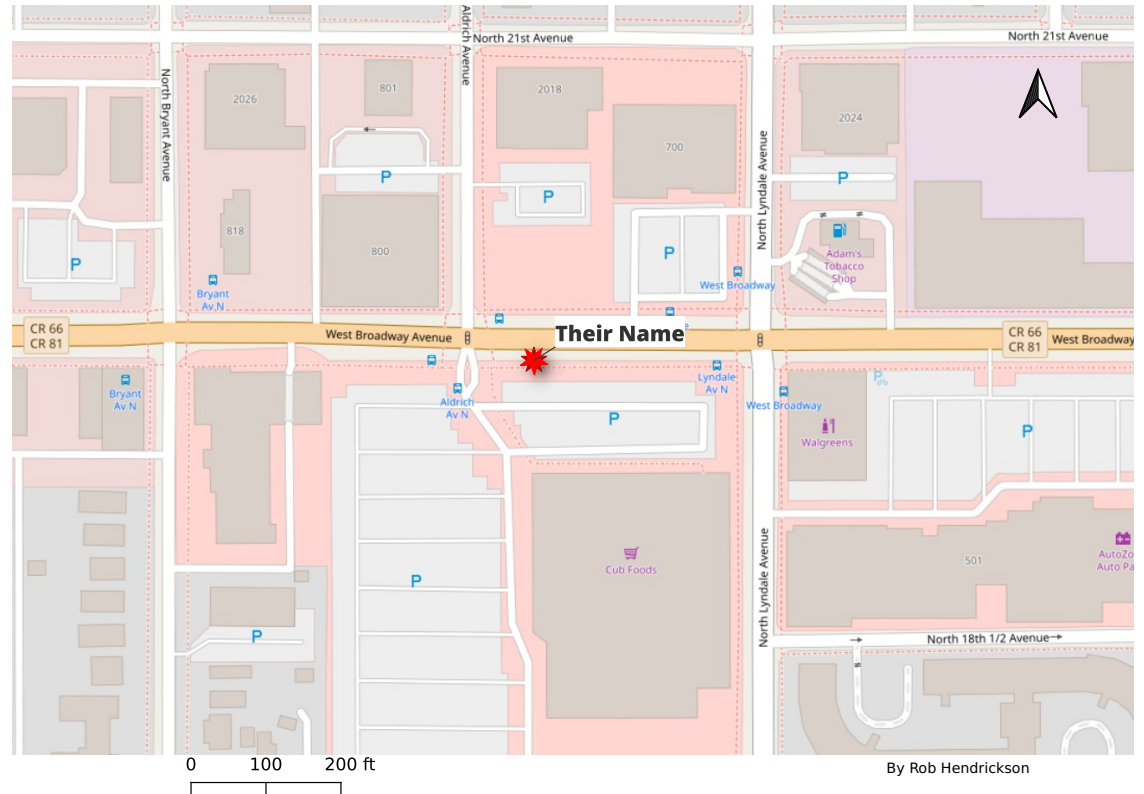 North 21st Avenue
North 21st Avenue
Aldrich Avenue
North Bryant Avenue
2026
801
2018
700
2024
P
P
P
North Lyndale Avenue
818
800
P
P
Adam's
Tobacco
Shop
West Broadway
Bryant
Av N
CR 66
CR 81
West Broadway Avenue
Their Name
CR 66
CR 81
West Broadway
Bryant
Av N
Aldrich
Av N
Lyndale
Av N
West Broadway
P
P
Walgreens
P
P
Cub Foods
North Lyndale Avenue
501
AutoZo
Auto Pa
P
North 18th 1/2 Avenue
0 100 200 ft
By Rob Hendrickson